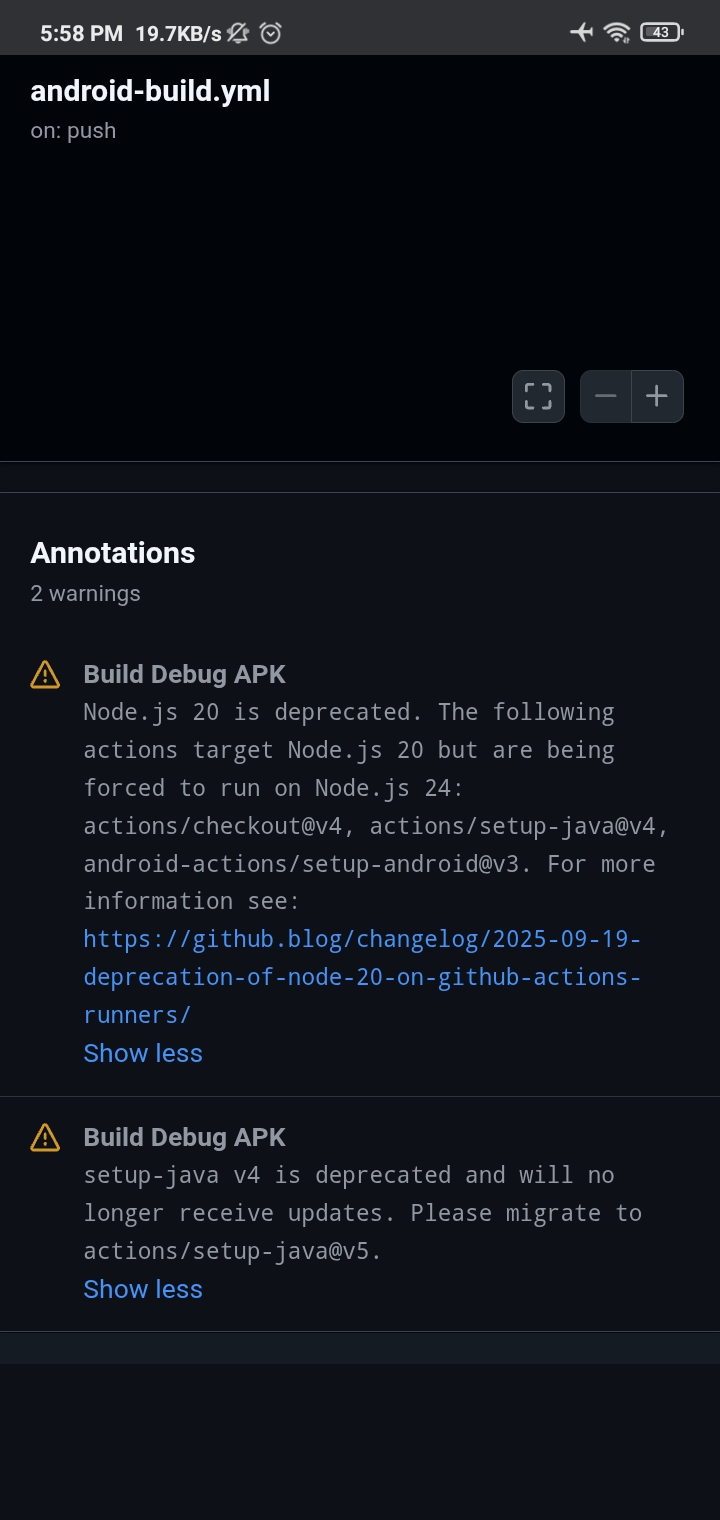 5:58 PM 19.7KB/s 43
android-build.yml
on: push
Annotations
2 warnings
Build Debug APK
Node.js 20 is deprecated. The following
actions target Node.js 20 but are being
forced to run on Node.js 24:
actions/checkout@v4, actions/setup-java@v4,
android-actions/setup-android@v3. For more
information see:
https://github.blog/changelog/2025-09-19-
deprecation-of-node-20-on-github-actions-
runners/
Show less
Build Debug APK
setup-java v4 is deprecated and will no
longer receive updates. Please migrate to
actions/setup-java@v5.
Show less